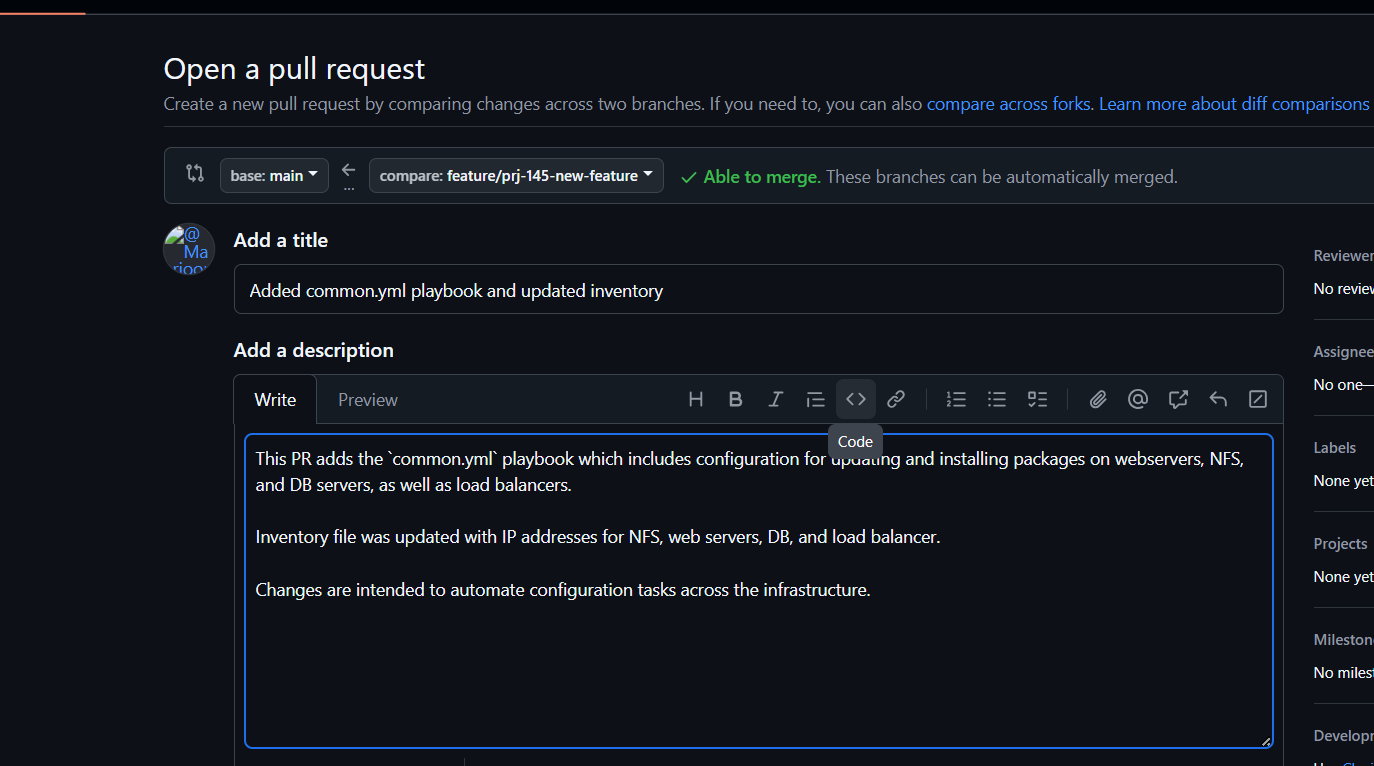 Open a pull request
Create a new pull request by comparing changes across two branches. If you need to, you can also compare across forks. Learn more about diff comparisons
base: main
...
compare: feature/prj-145-new-feature
Able to merge. These branches can be automatically merged.
@
Ma
Add a title
Added common.yml playbook and updated inventory
Add a description
Write Preview
H B I
Code
This PR adds the `common.yml` playbook which includes configuration for updating and installing packages on webservers, NFS,
and DB servers, as well as load balancers.
Inventory file was updated with IP addresses for NFS, web servers, DB, and load balancer.
Changes are intended to automate configuration tasks across the infrastructure.
Reviewer
No review
Assignee
No one—
Labels
None yet
Projects
None yet
Mileston
No milest
Developm